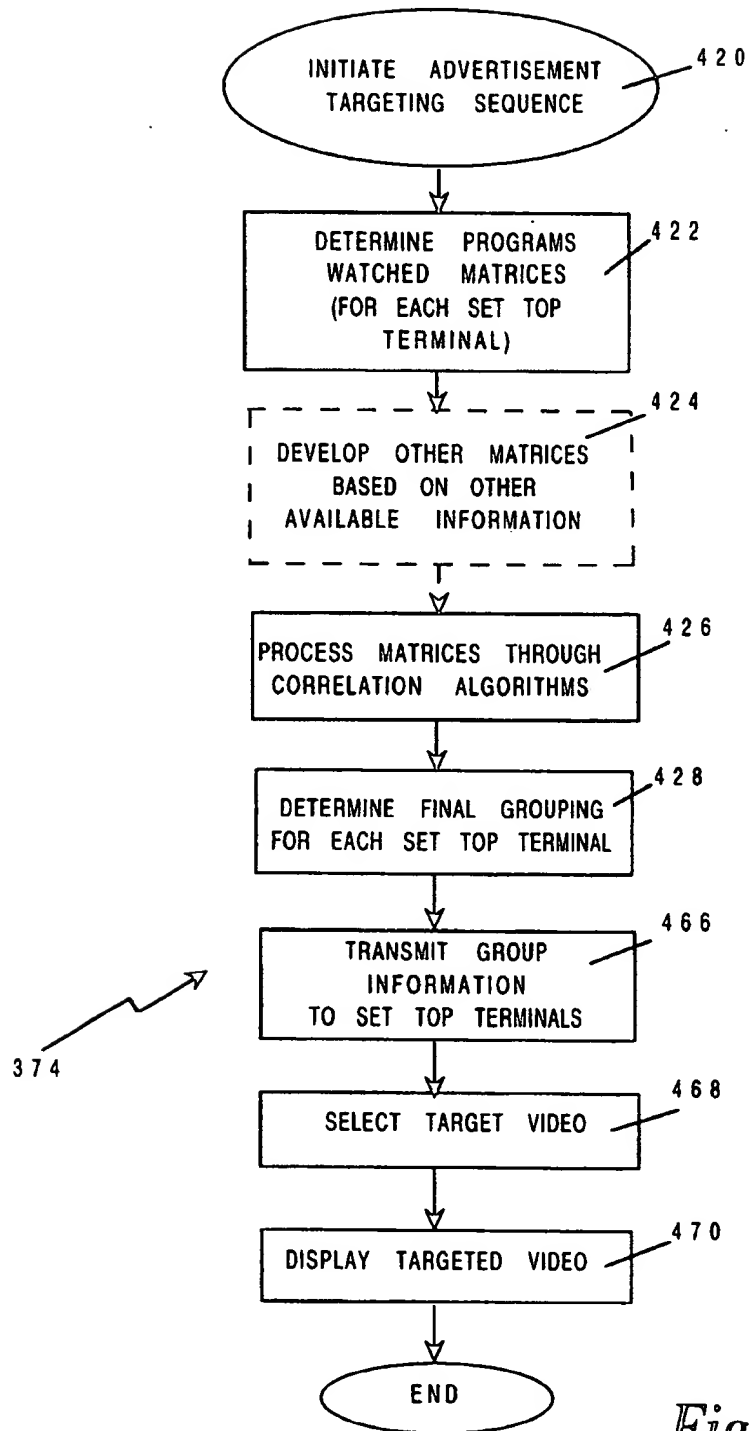 INITIATE ADVERTISEMENT
TARGETING SEQUENCE
420
DETERMINE PROGRAMS
WATCHED MATRICES
(FOR EACH SET TOP
TERMINAL)
422
424
DEVELOP OTHER MATRICES
BASED ON OTHER
AVAILABLE INFORMATION
426
PROCESS MATRICES THROUGH
CORRELATION ALGORITHMS
428
DETERMINE FINAL GROUPING
FOR EACH SET TOP TERMINAL
466
TRANSMIT GROUP
INFORMATION
TO SET TOP TERMINALS
374
468
SELECT TARGET VIDEO
470
DISPLAY TARGETED VIDEO
END
Fig